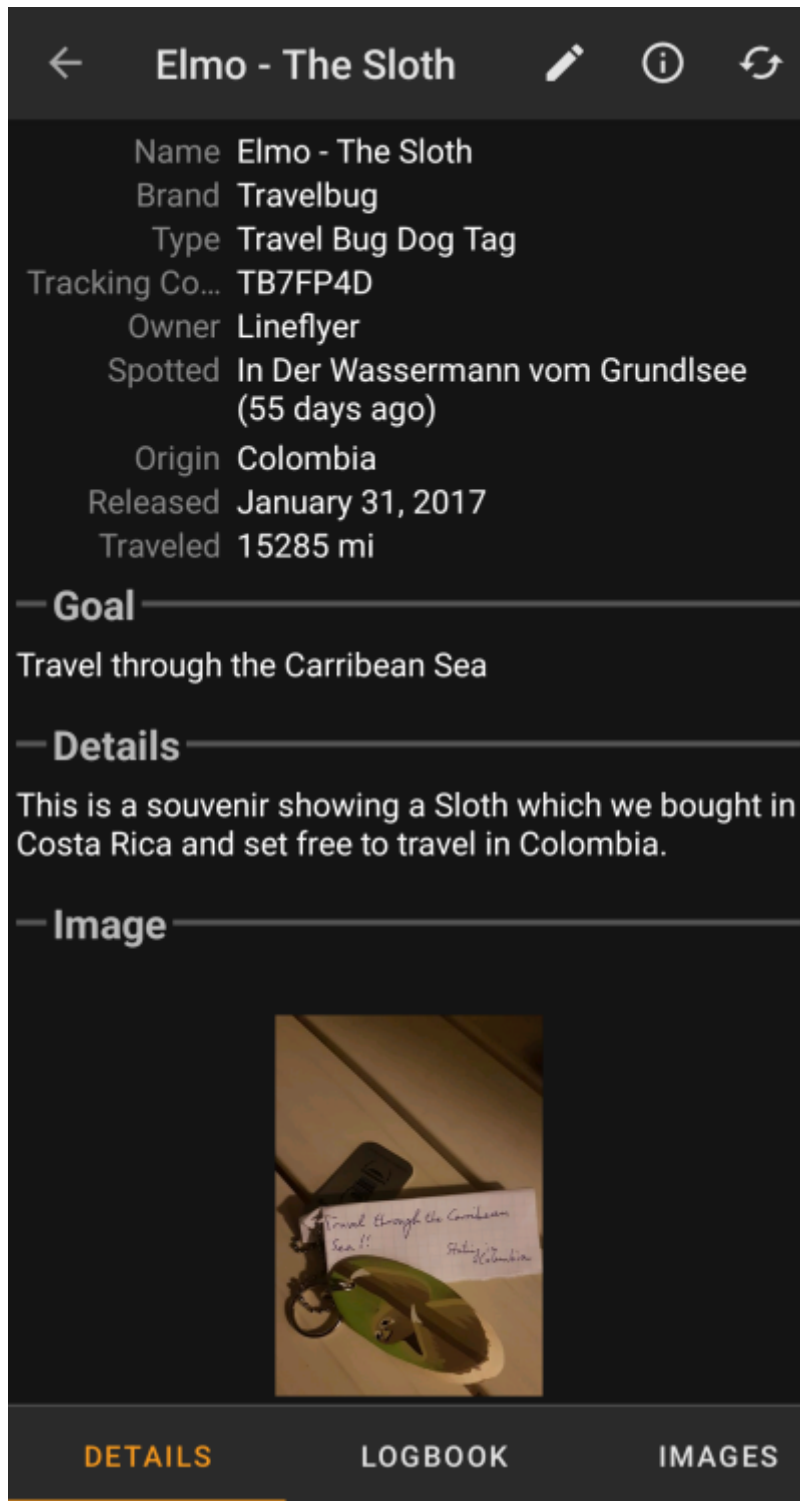 Elmo - The Sloth
Name Elmo - The Sloth
Brand Travelbug
Type Travel Bug Dog Tag
Tracking Co... TB7FP4D
Owner Lineflyer
Spotted In Der Wassermann vom Grundlsee
(55 days ago)
Origin Colombia
Released January 31, 2017
Traveled 15285 mi
Goal
Travel through the Carribean Sea
Details
This is a souvenir showing a Sloth which we bought in
Costa Rica and set free to travel in Colombia.
Image
Travel through the Carribean
Sea!!
Colombia
DETAILS LOGBOOK IMAGES